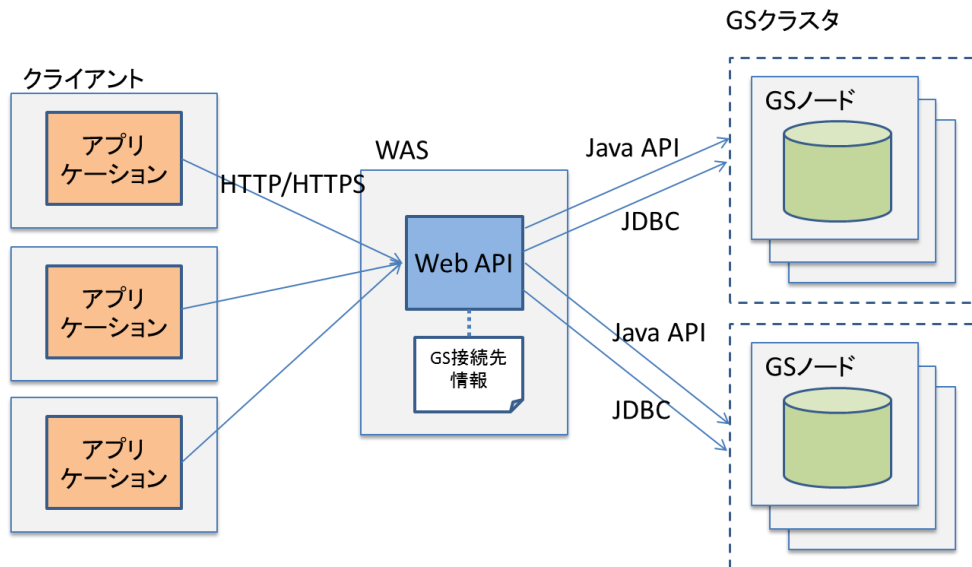 GSクラスタ
クライアント
アプリ
ケーション
アプリ
ケーション
アプリ
ケーション
HTTP/HTTPS
WAS
Web API
GS接続先
情報
Java API
JDBC
Java API
JDBC
GSノード
GSノード